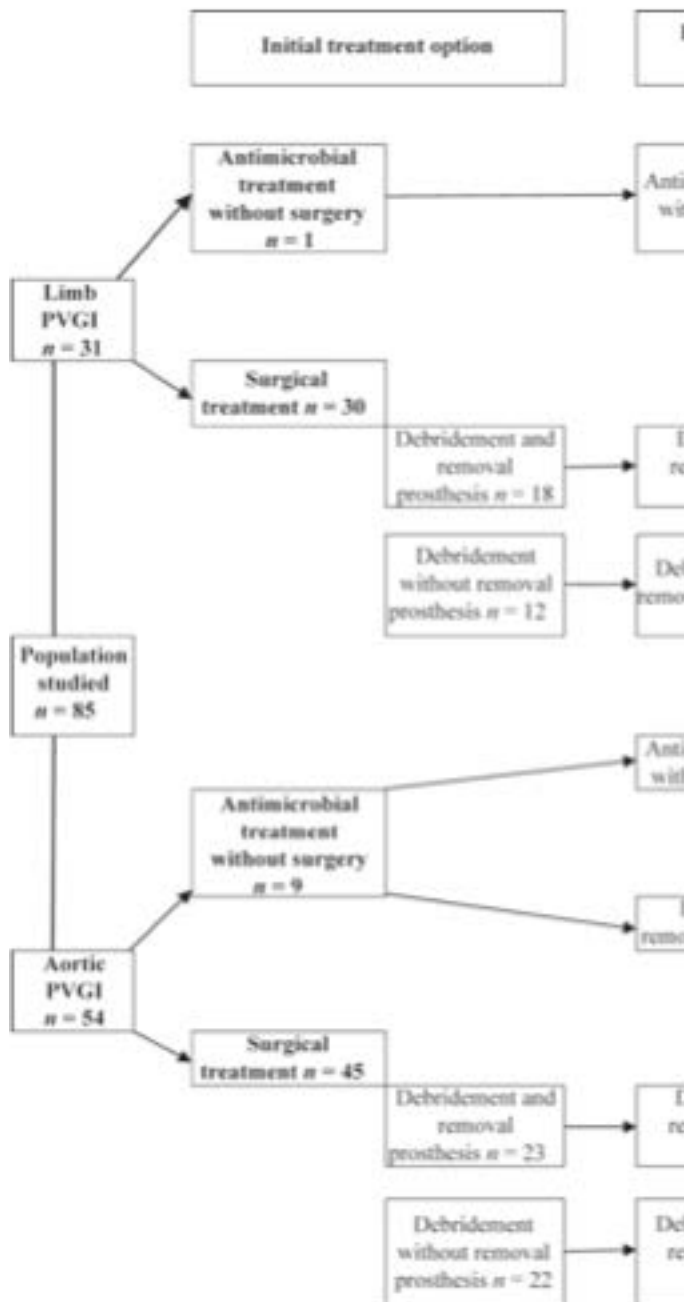 Initial treatment option
Antimicrobial
treatment
without surgery
n = 1
Limb
PVGI
n = 31
Surgical
treatment n = 30
Debridement and
removal
prosthesis n = 18
Debridement
without removal
prosthesis n = 12
Population
studied
n = 85
Antimicrobial
treatment
without surgery
n = 9
Aortic
PVGI
n = 54
Surgical
treatment n = 45
Debridement and
removal
prosthesis n = 23
Debridement
without removal
prosthesis n = 22